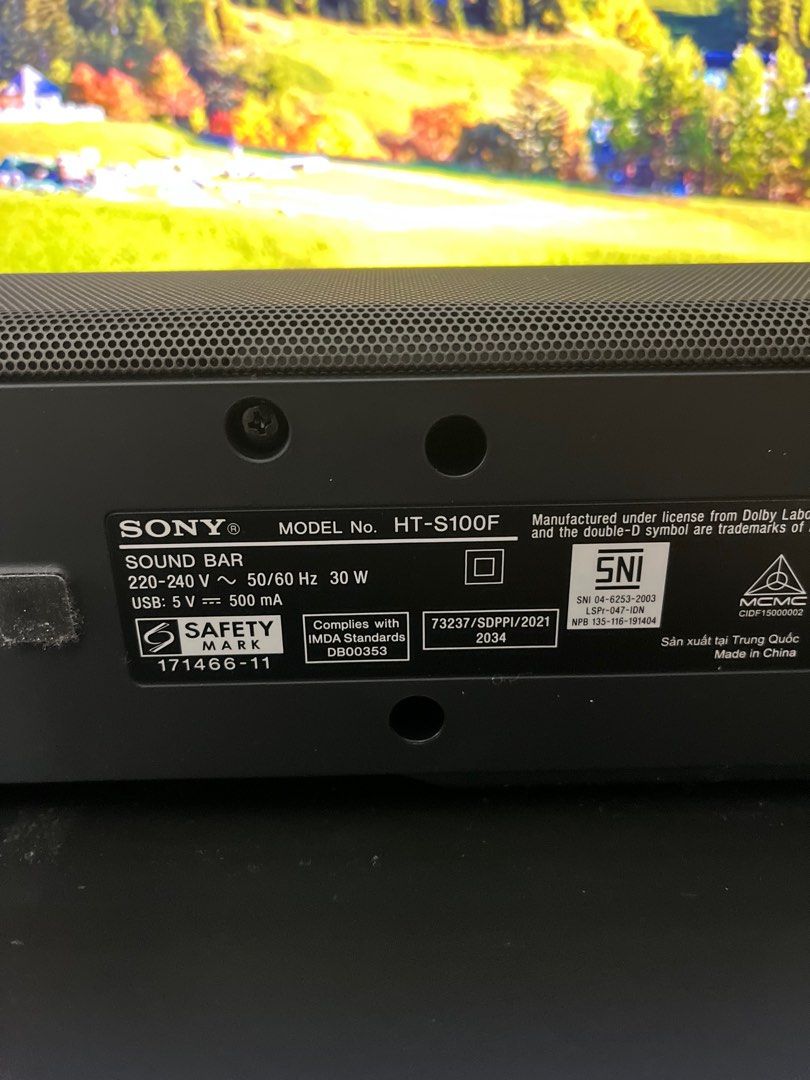 SONY® MODEL No. HT-S100F
SOUND BAR
220-240 V ~ 50/60 Hz 30 W
USB: 5 V ⎓ 500 mA
SAFETY
MARK
171466-11
Complies with
IMDA Standards
DB00353
73237/SDPPI/2021
2034
Manufactured under license from Dolby Labo
and the double-D symbol are trademarks of
SNI
SNI 04-6253-2003
LSPr-047-IDN
NPB 135-116-191404
MCMC
CIDF15000002
Sản xuất tại Trung Quốc
Made in China